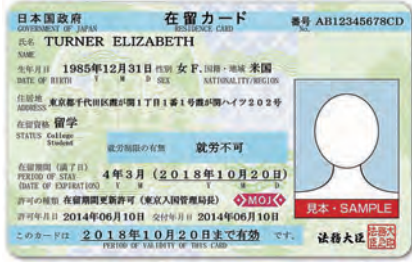 日本国政府 在留カード 番号 AB12345678CD
GOVERNMENT OF JAPAN RESIDENCE CARD No.
氏名 TURNER ELIZABETH
NAME
生年月日 1985年12月31日 性別 女 F. 国籍・地域 米国
DATE OF BIRTH Y M D SEX NATIONALITY/REGION
住居地 東京都千代田区霞が関1丁目1番1号霞が関ハイツ202号
ADDRESS
在留資格 留学
STATUS College
Student
就労制限の有無 就労不可
在留期間(満了日) 4年3月(2018年10月20日)
PERIOD OF STAY
(DATE OF EXPIRATION) Y M Y M D
許可の種類 在留期間更新許可(東京入国管理局長) MOJ
許可年月日 2014年06月10日 交付年月日 2014年06月10日
見本・SAMPLE
このカードは 2018年10月20日まで有効 です。
PERIOD OF VALIDITY OF THIS CARD
法務大臣